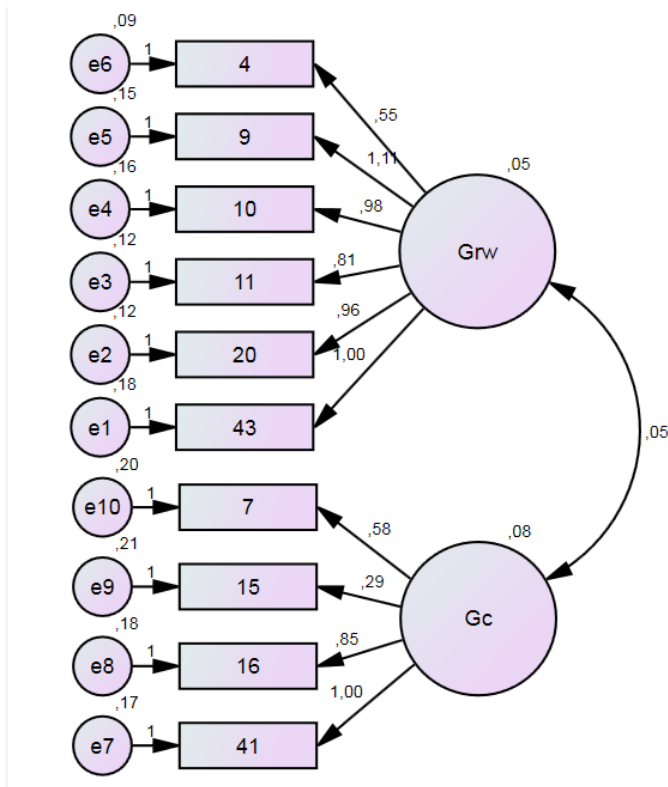 ,09
e6 1 4
,55
,15
e5 1 9
1,11
,05
,16
e4 1 10
,98
Grw
,12
e3 1 11
,81
,12
e2 1 20
,96
,18
e1 1 43
1,00
,05
,20
e10 1 7
,58
,08
,21
e9 1 15
,29
Gc
,18
e8 1 16
,85
,17
e7 1 41
1,00